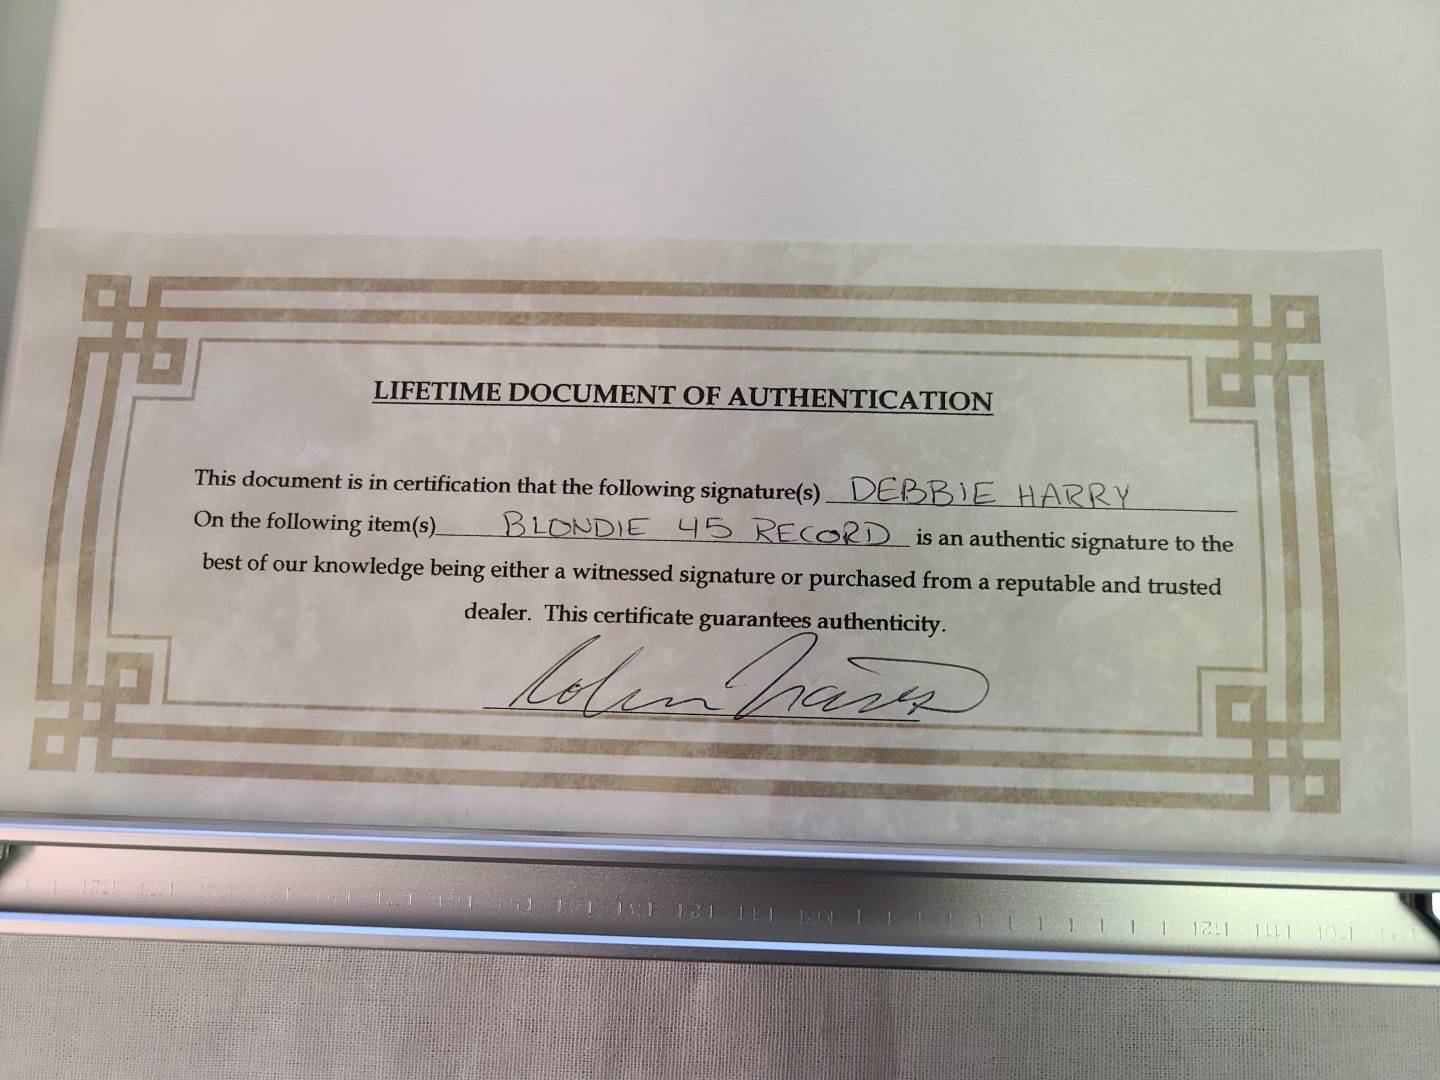 LIFETIME DOCUMENT OF AUTHENTICATION
This document is in certification that the following signature(s) DEBBIE HARRY
On the following item(s) BLONDIE 45 RECORD is an authentic signature to the
best of our knowledge being either a witnessed signature or purchased from a reputable and trusted
dealer. This certificate guarantees authenticity.